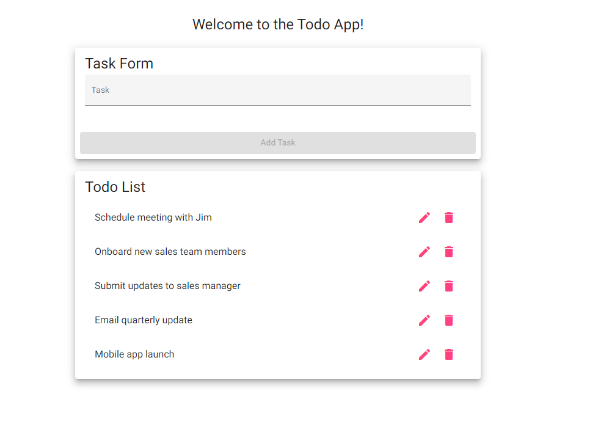 Welcome to the Todo App!
Task Form
Task
Add Task
Todo List
Schedule meeting with Jim
Onboard new sales team members
Submit updates to sales manager
Email quarterly update
Mobile app launch